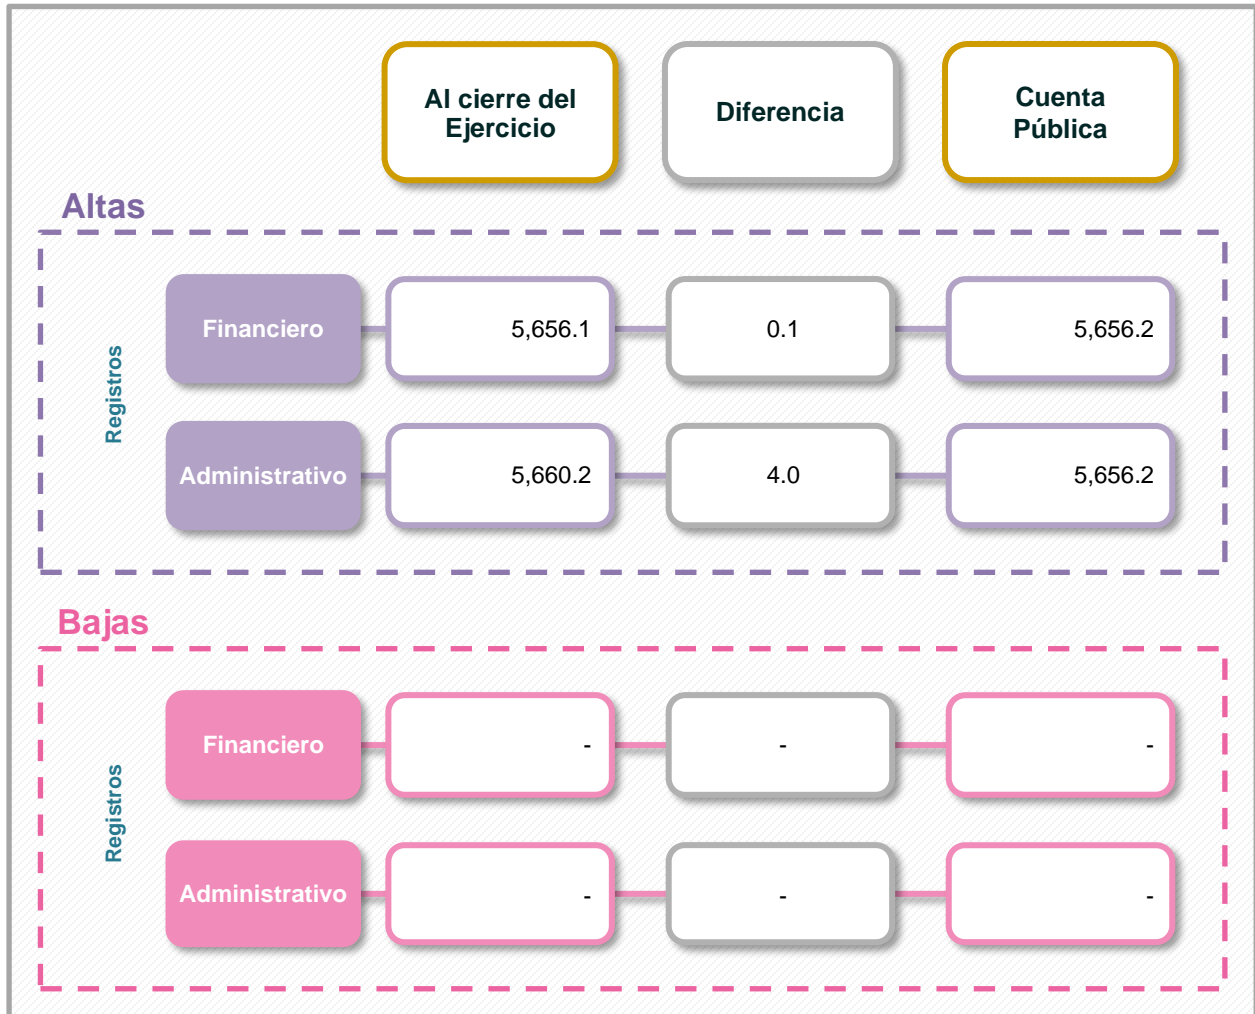 Al cierre del
Ejercicio
Diferencia
Cuenta
Pública
Altas
Registros
Financiero
5,656.1
0.1
5,656.2
Administrativo
5,660.2
4.0
5,656.2
Bajas
Registros
Financiero
-
-
-
Administrativo
-
-
-